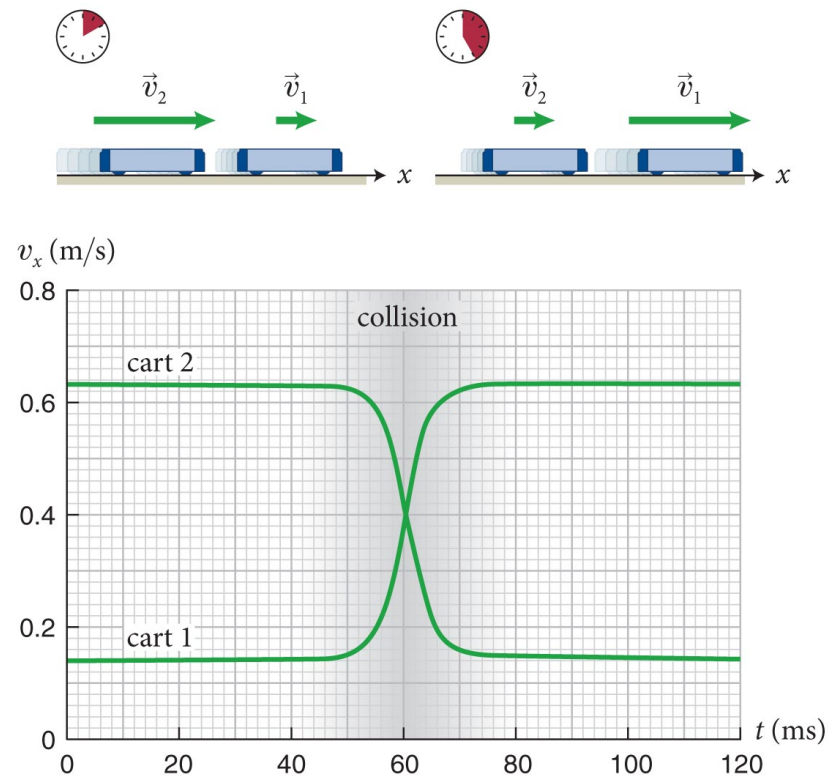 v⃗₂ v⃗₁ v⃗₂ v⃗₁
x x
vₓ (m/s)
0.8
collision
cart 2
0.6
0.4
0.2
cart 1
0
t (ms)
0 20 40 60 80 100 120